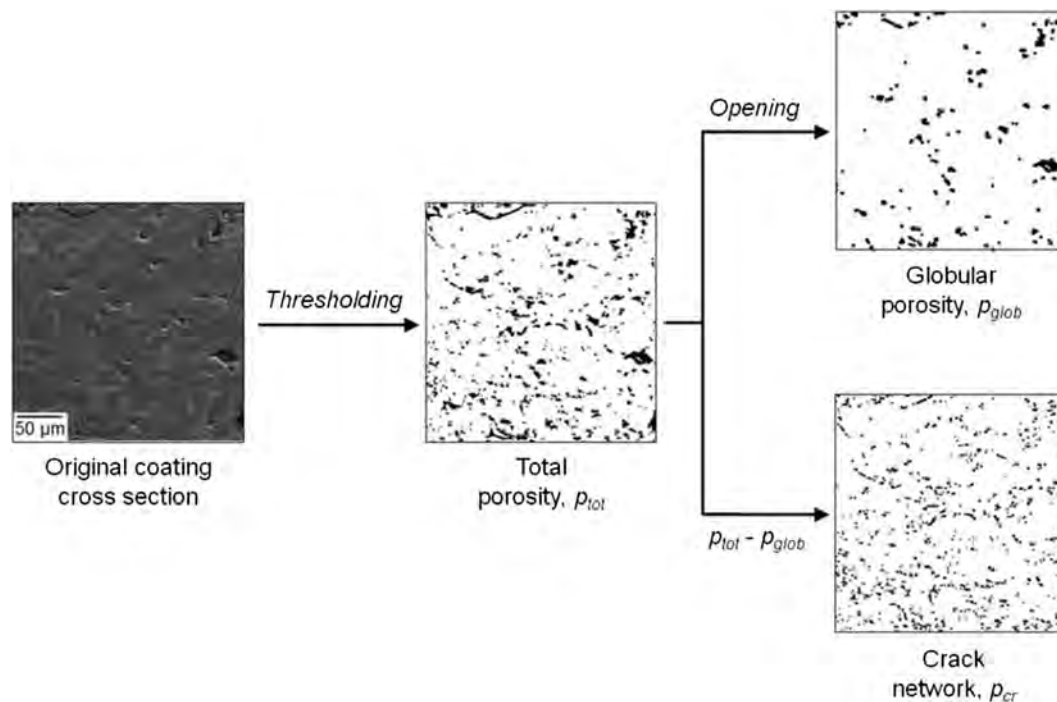 50 µm
Original coating
cross section
Thresholding
Total
porosity, p_tot
Opening
Globular
porosity, p_glob
p_tot - p_glob
Crack
network, p_cr